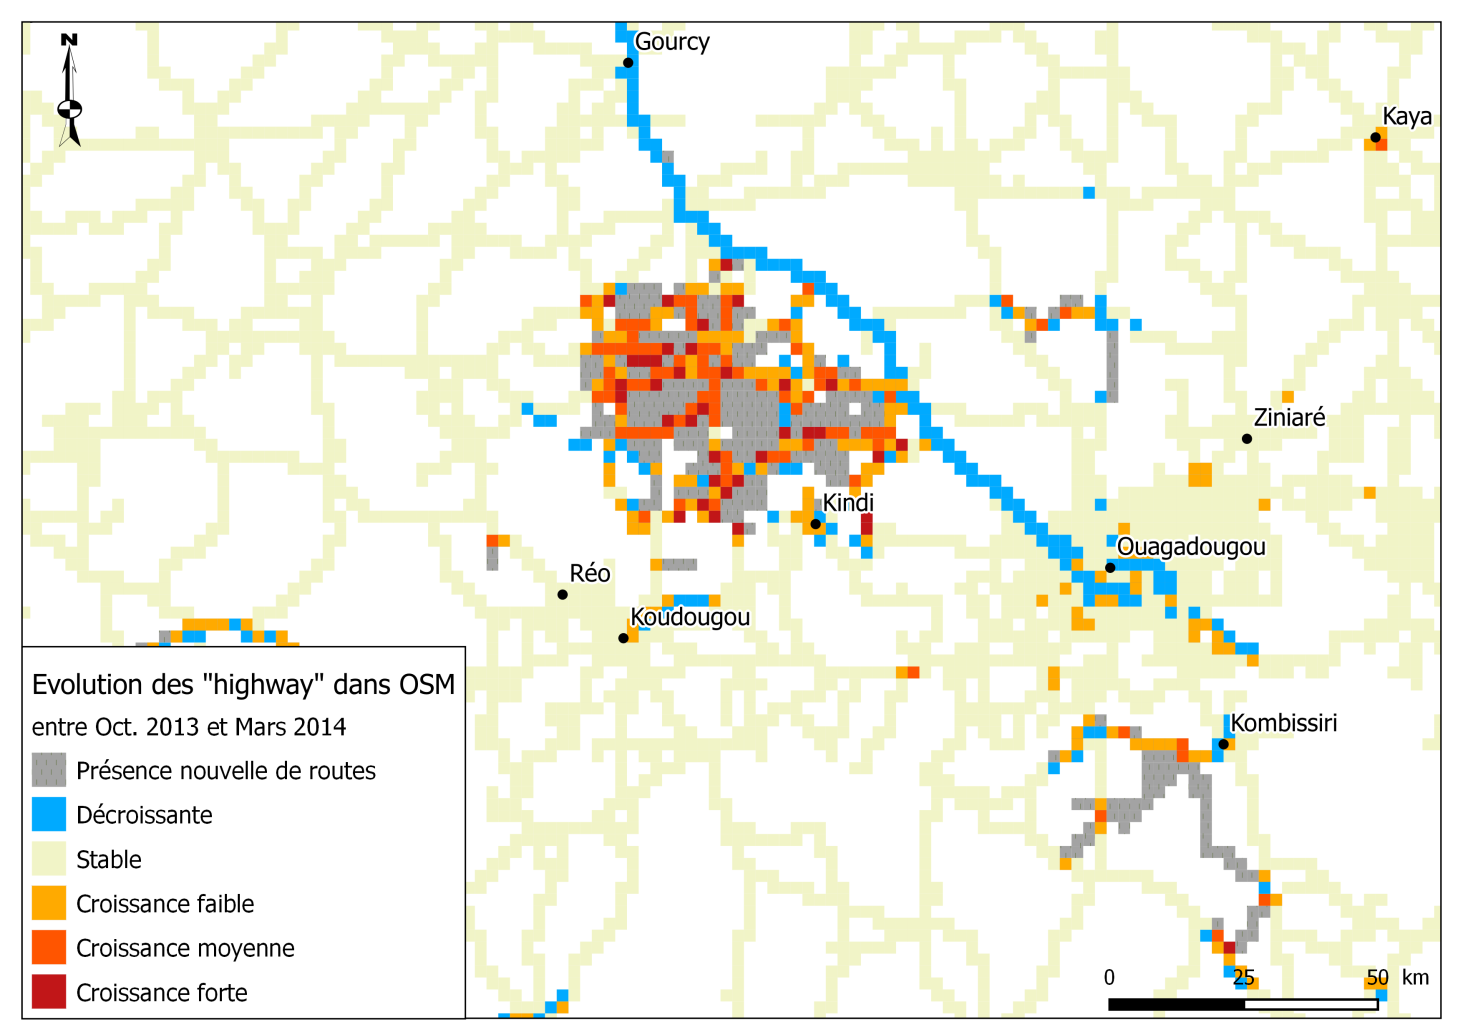 N
Gourcy
Kaya
Ziniaré
Kindi
Ouagadougou
Réo
Koudougou
Kombissiri
Evolution des "highway" dans OSM
entre Oct. 2013 et Mars 2014
Présence nouvelle de routes
Décroissante
Stable
Croissance faible
Croissance moyenne
Croissance forte
0 25 50 km